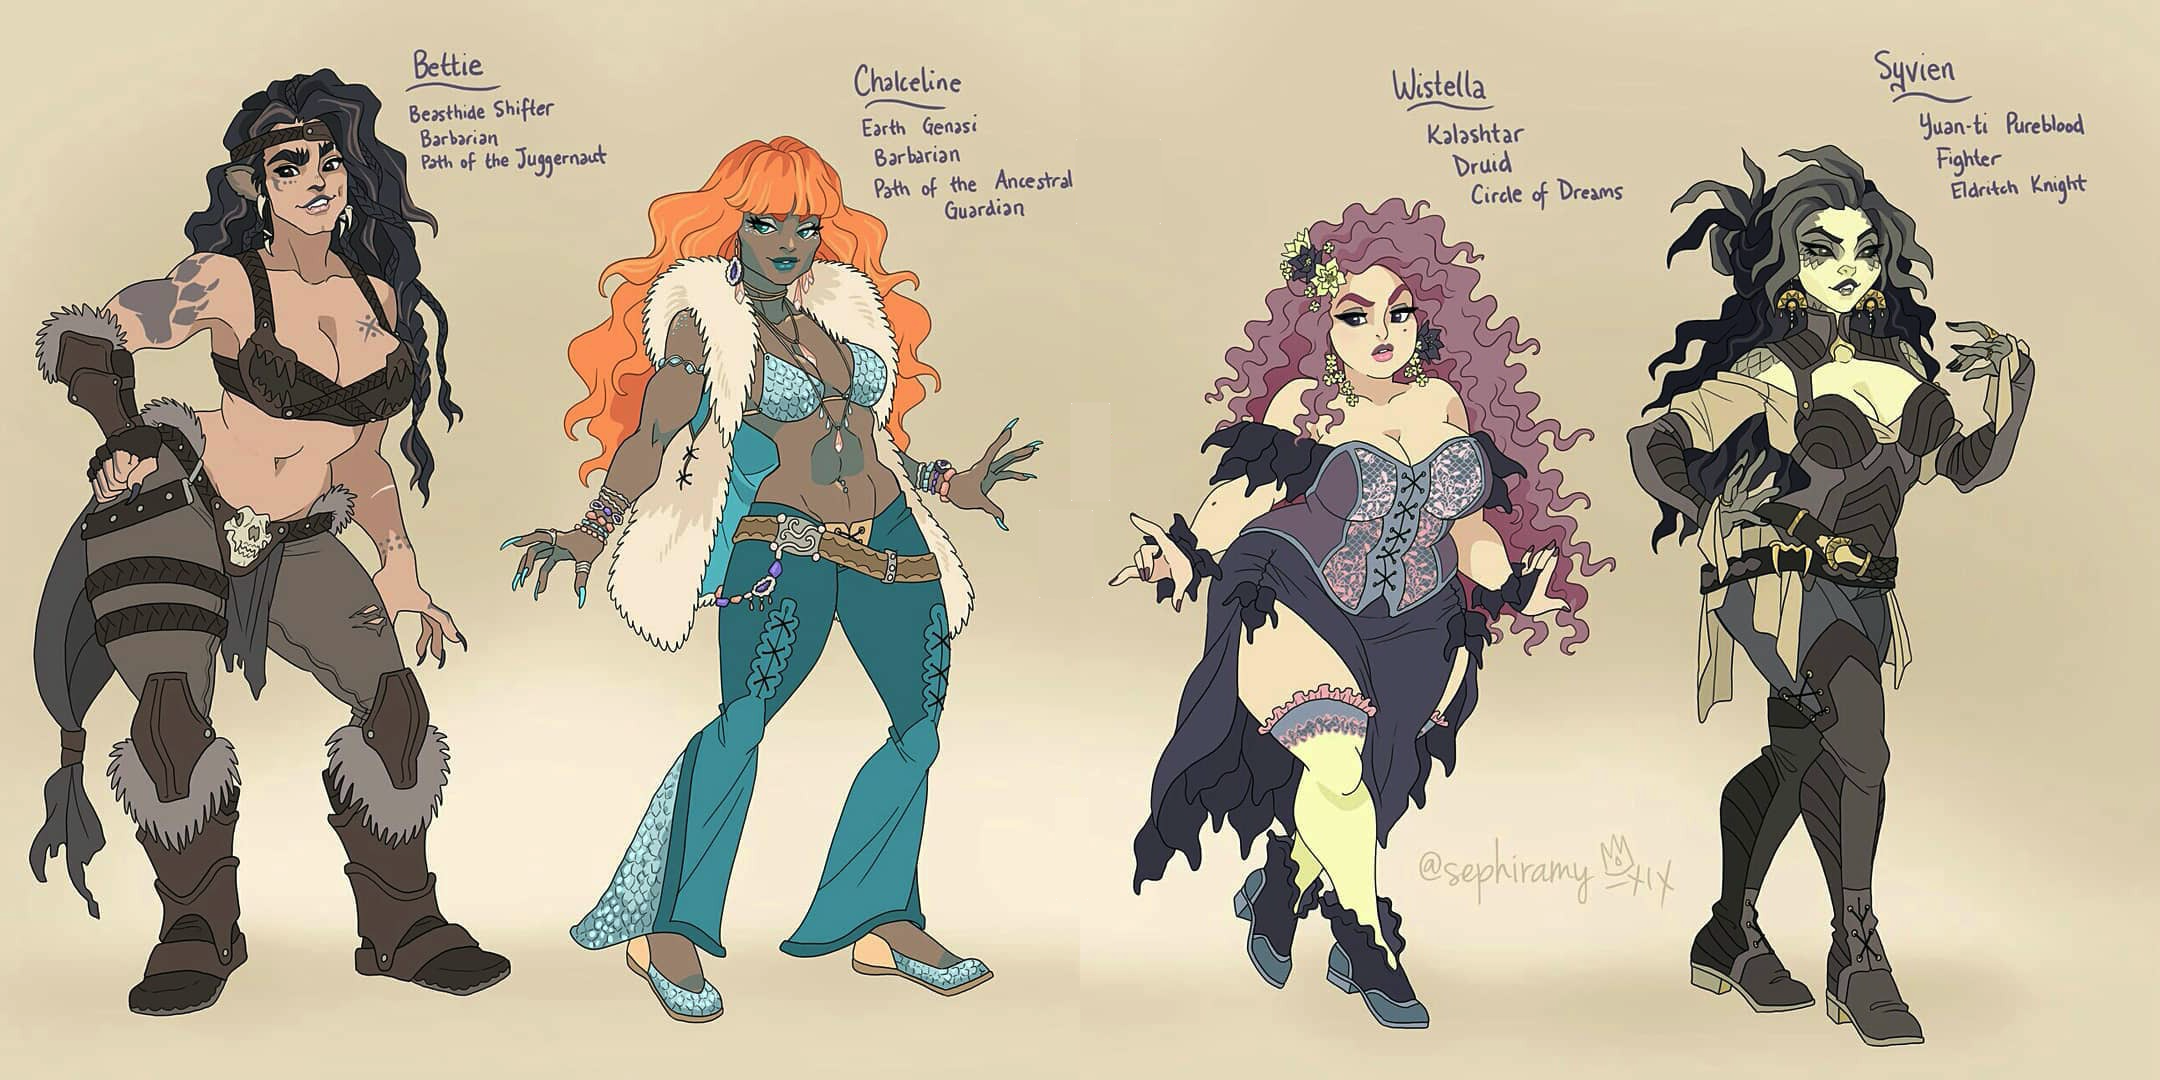 Bettie
Beasthide Shifter
Barbarian
Path of the Juggernaut
Chalceline
Earth Genasi
Barbarian
Path of the Ancestral
Guardian
Wistella
Kalashtar
Druid
Circle of Dreams
Syvien
Yuan-ti Pureblood
Fighter
Eldritch Knight
@sephiramy XIX